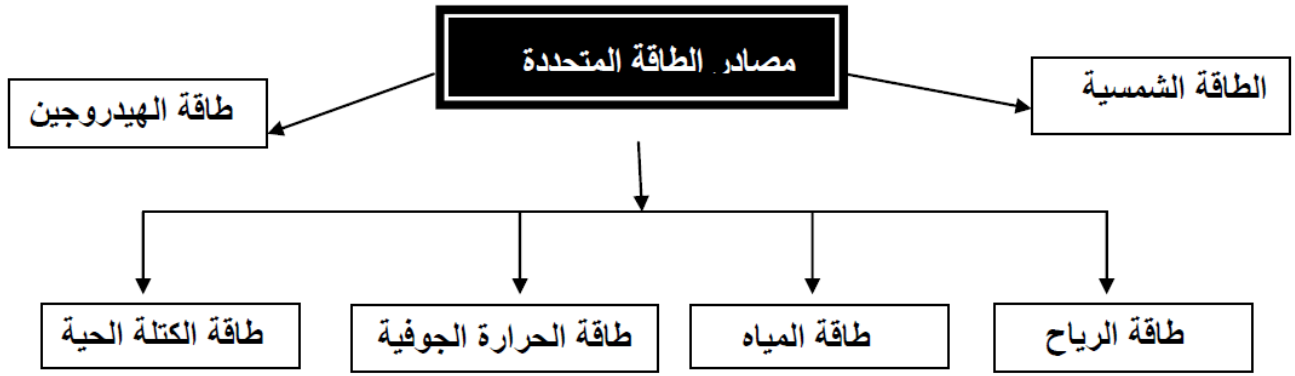 مصادر الطاقة المتجددة
الطاقة الشمسية
طاقة الهيدروجين
طاقة الرياح
طاقة المياه
طاقة الحرارة الجوفية
طاقة الكتلة الحية